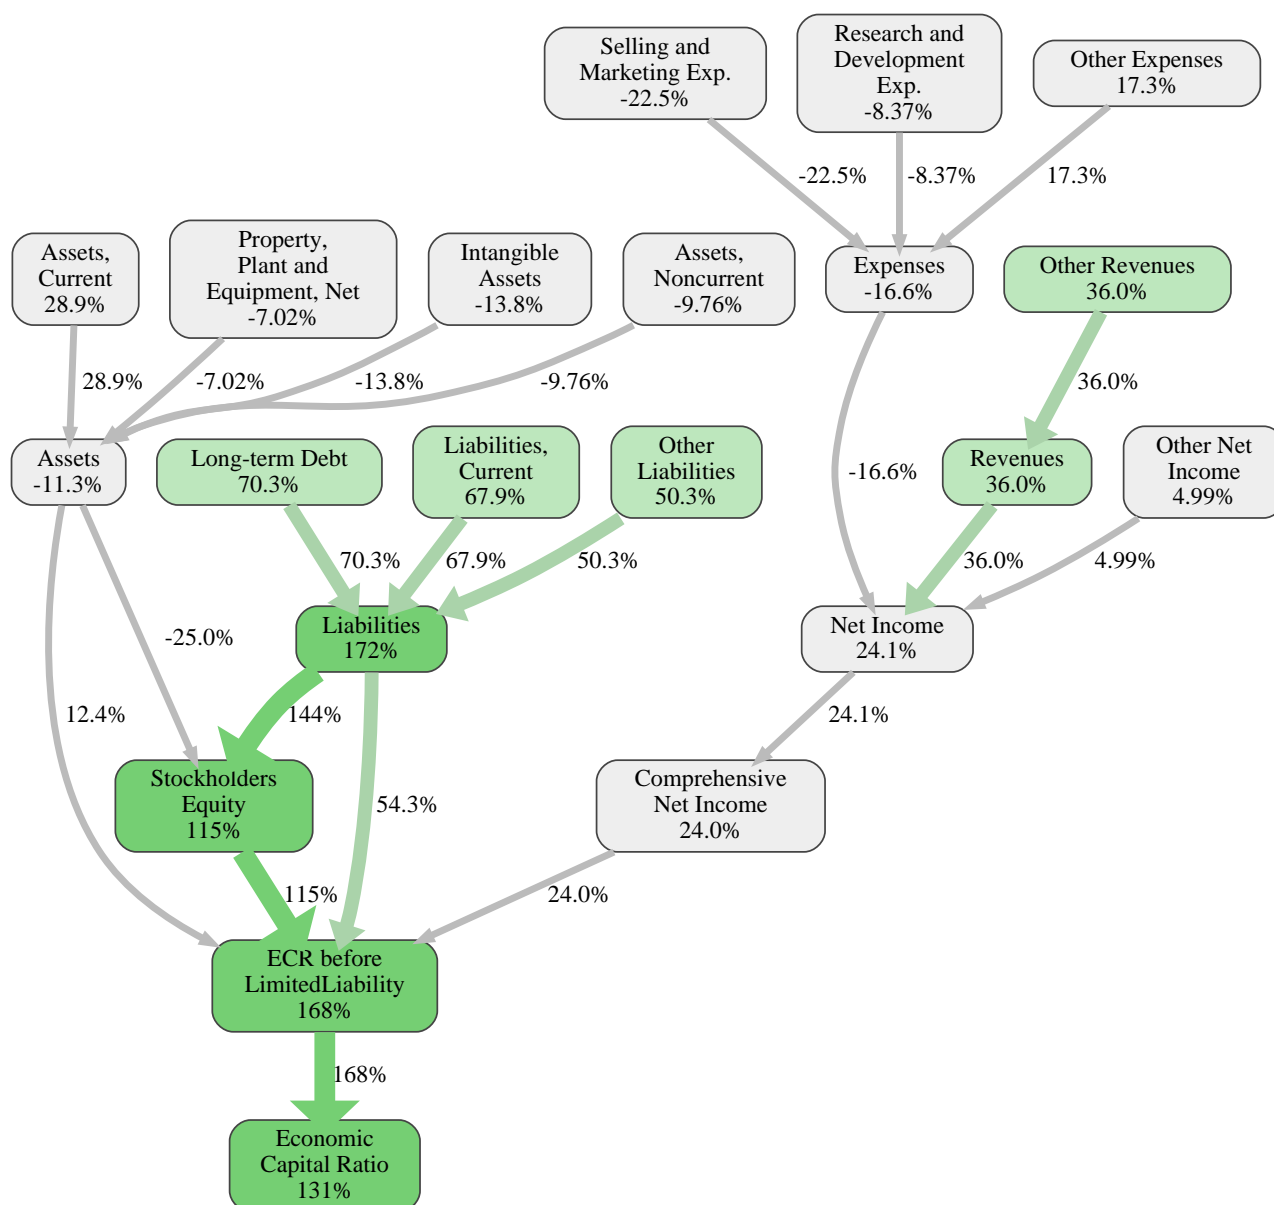 Selling and
Marketing Exp.
-22.5%
Research and
Development
Exp.
-8.37%
Other Expenses
17.3%
-22.5%
-8.37%
17.3%
Assets,
Current
28.9%
Property,
Plant and
Equipment, Net
-7.02%
Intangible
Assets
-13.8%
Assets,
Noncurrent
-9.76%
Expenses
-16.6%
Other Revenues
36.0%
28.9%
-7.02%
-13.8%
-9.76%
36.0%
Assets
-11.3%
Long-term Debt
70.3%
Liabilities,
Current
67.9%
Other
Liabilities
50.3%
-16.6%
Revenues
36.0%
Other Net
Income
4.99%
70.3%
67.9%
50.3%
36.0%
4.99%
-25.0%
Liabilities
172%
Net Income
24.1%
12.4%
144%
24.1%
Stockholders
Equity
115%
54.3%
Comprehensive
Net Income
24.0%
115%
24.0%
ECR before
LimitedLiability
168%
168%
Economic
Capital Ratio
131%